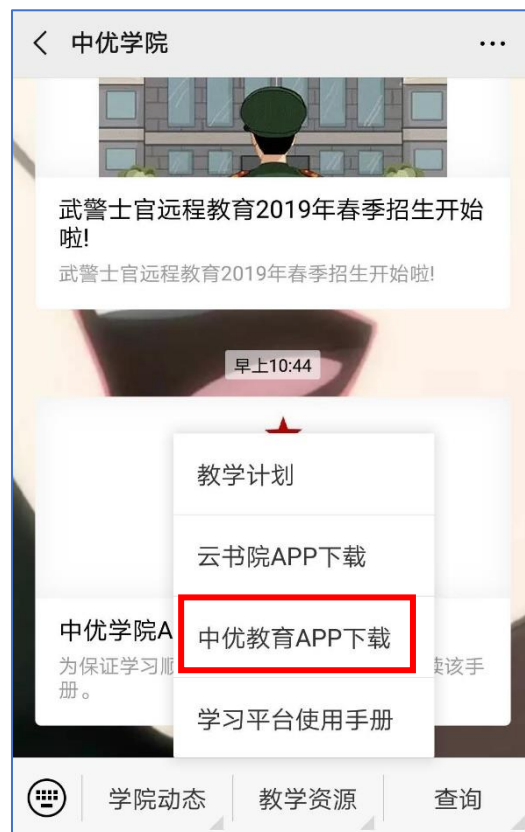 中优学院
武警士官远程教育2019年春季招生开始
啦!
武警士官远程教育2019年春季招生开始啦!
早上10:44
教学计划
云书院APP下载
中优学院A
中优教育APP下载
为保证学习顺
读该手
册。
学习平台使用手册
学院动态
教学资源
查询